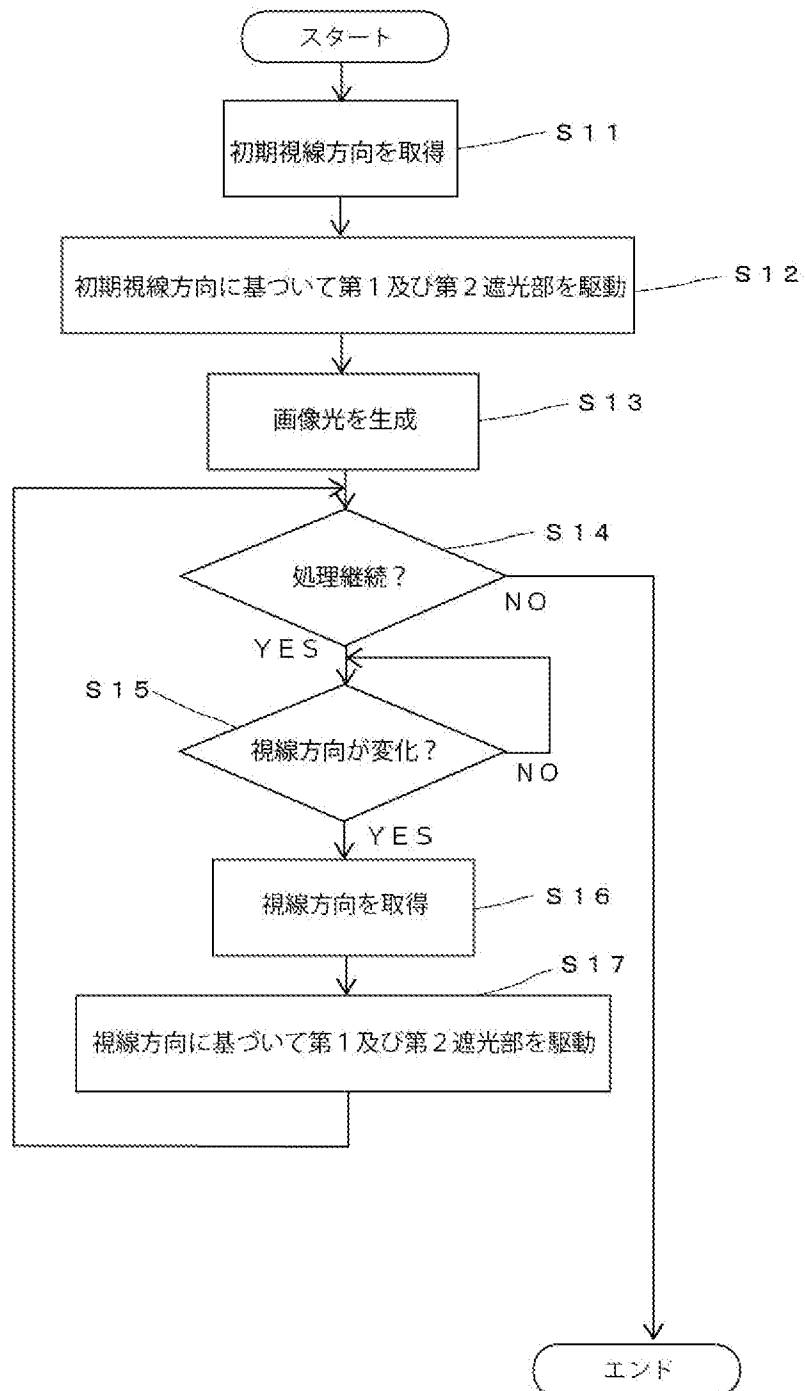 スタート
初期視線方向を取得
S11
初期視線方向に基づいて第1及び第2遮光部を駆動
S12
画像光を生成
S13
処理継続?
S14
NO
YES
S15
視線方向が変化?
NO
YES
視線方向を取得
S16
S17
視線方向に基づいて第1及び第2遮光部を駆動
エンド